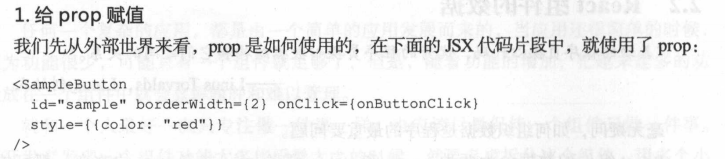 1. 给 prop 赋值
我们先从外部世界来看，prop 是如何使用的，在下面的 JSX 代码片段中，就使用了 prop：
<SampleButton
id="sample" borderWidth={2} onClick={onButtonClick}
style={{color: "red"}}
/>